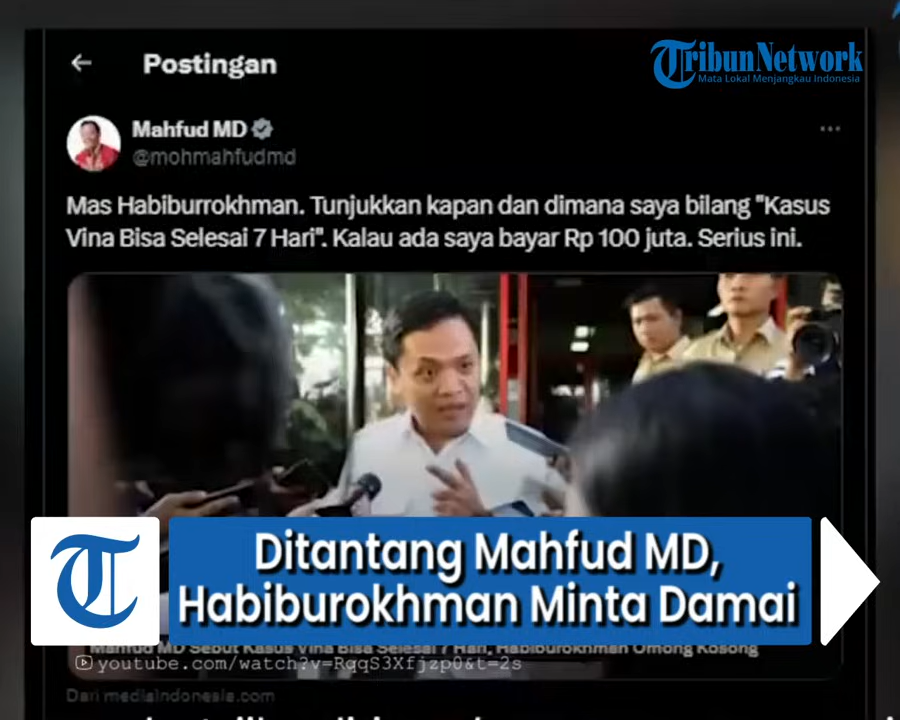 Postingan
TribunNetwork
Mata Lokal Menjangkau Indonesia
Mahfud MD
@mohmahfudmd
Mas Habiburrokhman. Tunjukkan kapan dan dimana saya bilang "Kasus
Vina Bisa Selesai 7 Hari". Kalau ada saya bayar Rp 100 juta. Serius ini.
Ditantang Mahfud MD,
Habiburokhman Minta Damai
Mahfud MD Sebut Kasus Vina Bisa Selesai 7 Hari, Habiburokhman Omong Kosong
youtube.com/watch?v=RqqS3Xfjzp0&t=2s
Dari mediaindonesia.com